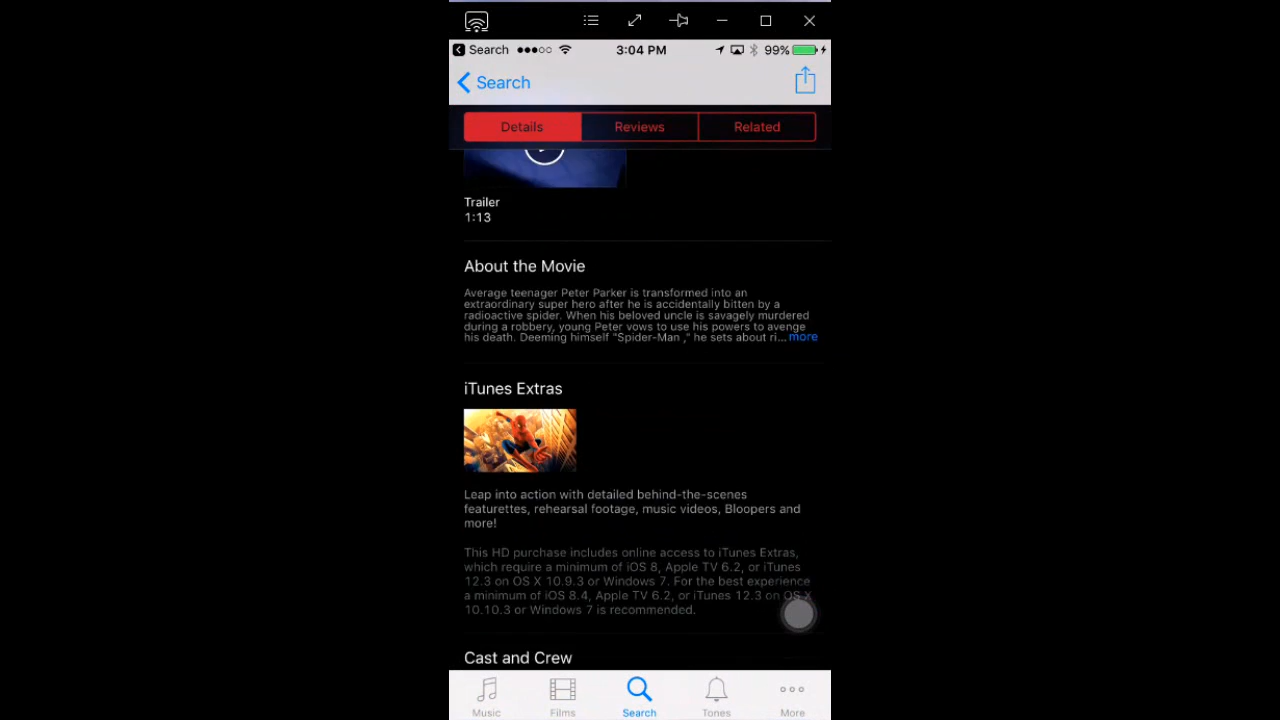 Search 3:04 PM 99%
Search
Details Reviews Related
Trailer
1:13
About the Movie
Average teenager Peter Parker is transformed into an
extraordinary super hero after he is accidentally bitten by a
radioactive spider. When his beloved uncle is savagely murdered
during a robbery, young Peter vows to use his powers to avenge
his death. Deeming himself "Spider-Man ," he sets about ri... more
iTunes Extras
Leap into action with detailed behind-the-scenes
featurettes, rehearsal footage, music videos, Bloopers and
more!
This HD purchase includes online access to iTunes Extras,
which require a minimum of iOS 8, Apple TV 6.2, or iTunes
12.3 on OS X 10.9.3 or Windows 7. For the best experience
a minimum of iOS 8.4, Apple TV 6.2, or iTunes 12.3 on OS X
10.10.3 or Windows 7 is recommended.
Cast and Crew
Music Films Search Tones More